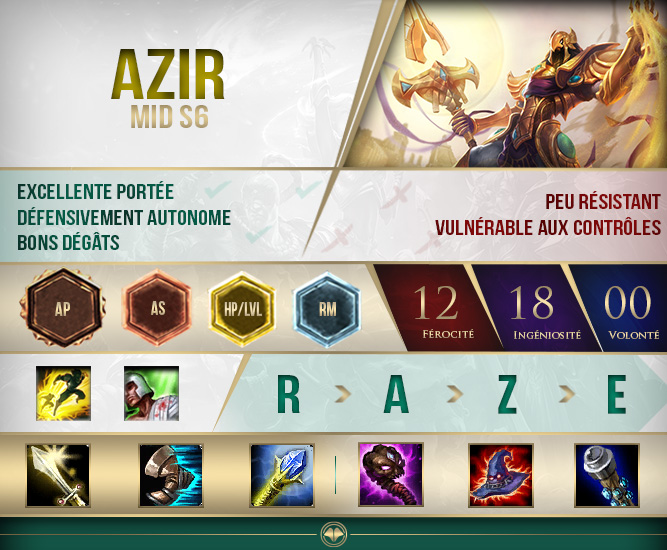 AZIR
MID S6
EXCELLENTE PORTÉE
DÉFENSIVEMENT AUTONOME
BONS DÉGÂTS
PEU RÉSISTANT
VULNÉRABLE AUX CONTRÔLES
AP
AS
HP/LVL
RM
12
FÉROCITÉ
18
INGÉNIOSITÉ
00
VOLONTÉ
R > A > Z > E